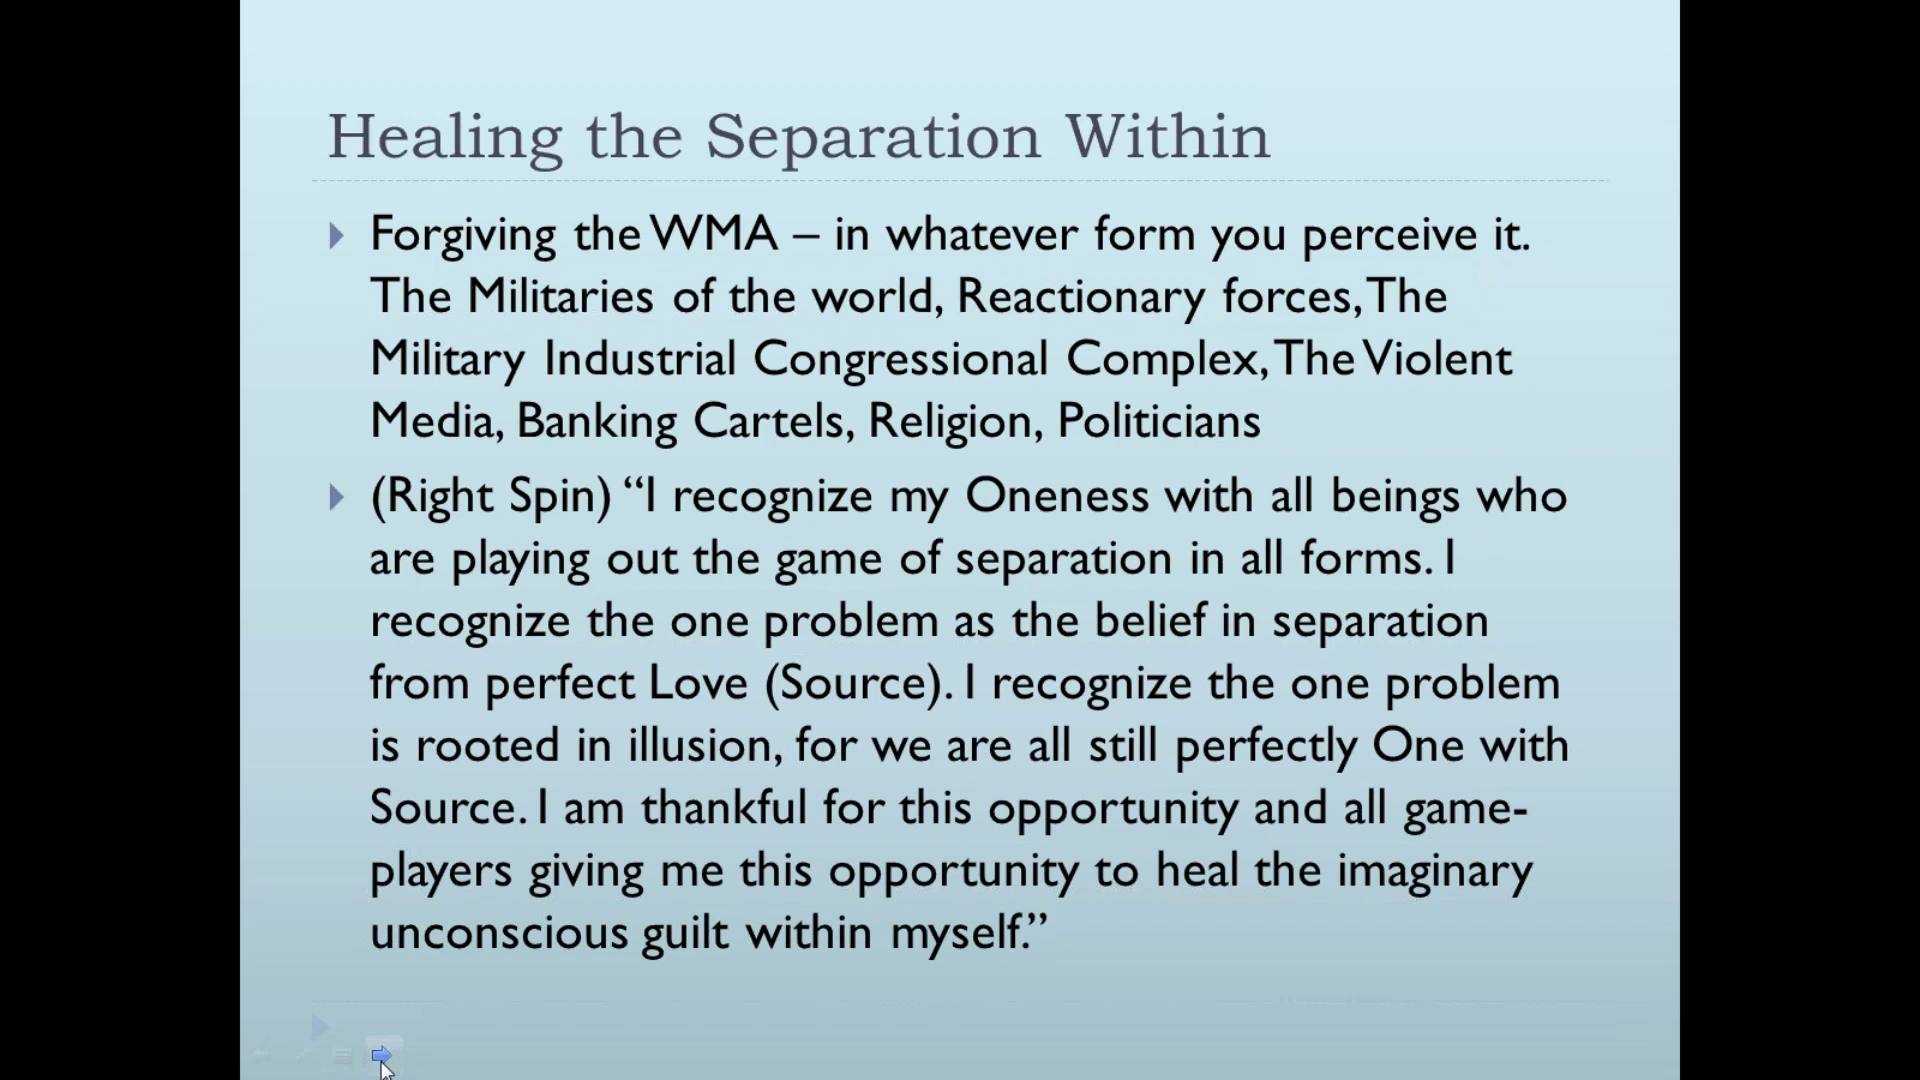 Healing the Separation Within
Forgiving the WMA – in whatever form you perceive it.
The Militaries of the world, Reactionary forces, The
Military Industrial Congressional Complex, The Violent
Media, Banking Cartels, Religion, Politicians
(Right Spin) “I recognize my Oneness with all beings who
are playing out the game of separation in all forms. I
recognize the one problem as the belief in separation
from perfect Love (Source). I recognize the one problem
is rooted in illusion, for we are all still perfectly One with
Source. I am thankful for this opportunity and all game-
players giving me this opportunity to heal the imaginary
unconscious guilt within myself.”